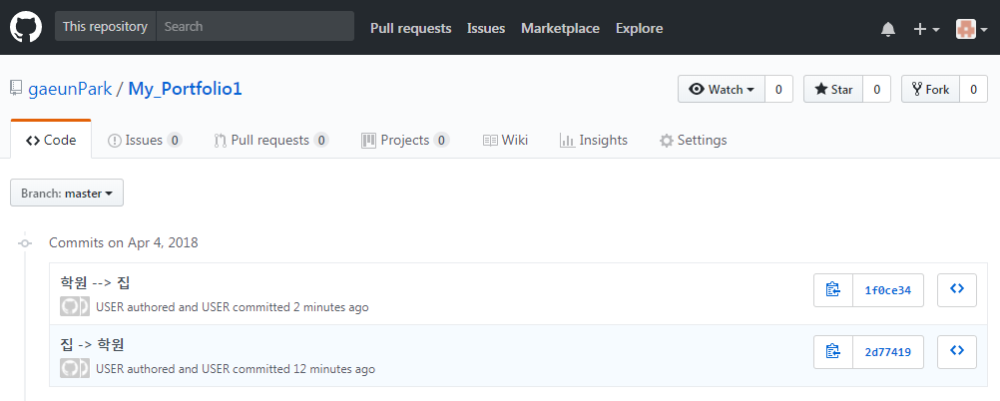 This repository Search Pull requests Issues Marketplace Explore
gaeunPark / My_Portfolio1 Watch 0 Star 0 Fork 0
Code Issues 0 Pull requests 0 Projects 0 Wiki Insights Settings
Branch: master
Commits on Apr 4, 2018
학원 --> 집
USER authored and USER committed 2 minutes ago
1f0ce34
집 -> 학원
USER authored and USER committed 12 minutes ago
2d77419